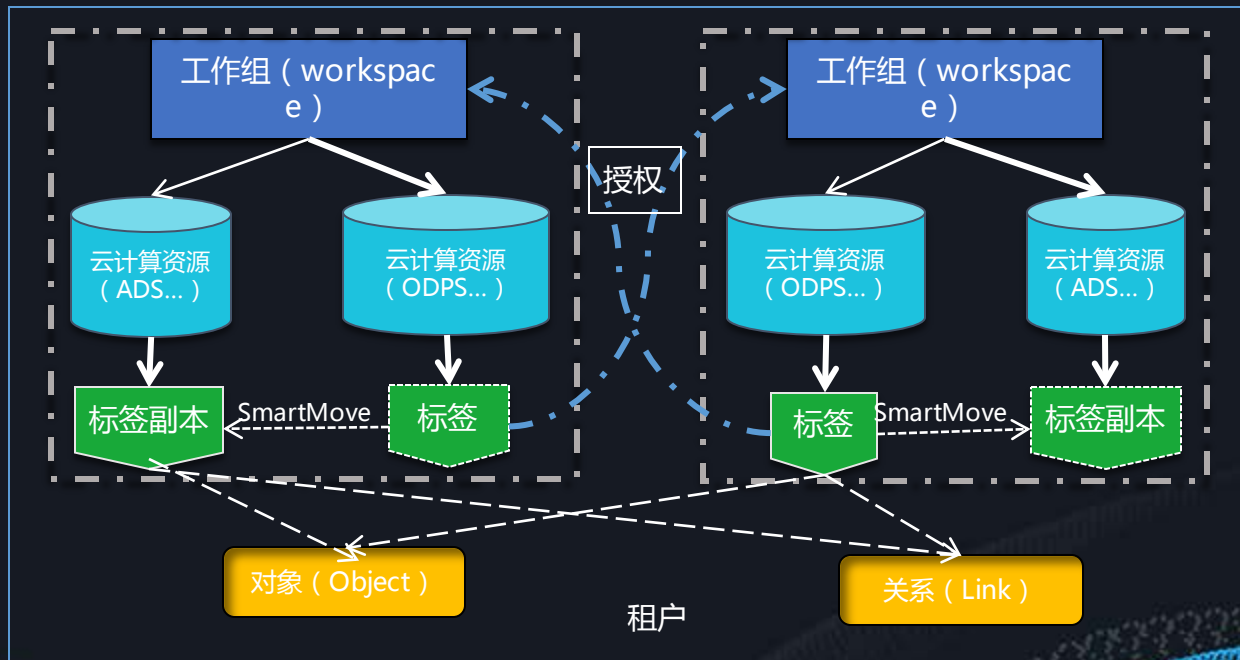 工作组（workspac
e）
工作组（workspac
e）
授权
云计算资源
（ADS...）
云计算资源
（ODPS...）
云计算资源
（ODPS...）
云计算资源
（ADS...）
标签副本
SmartMove
标签
标签
SmartMove
标签副本
对象（Object）
关系（Link）
租户